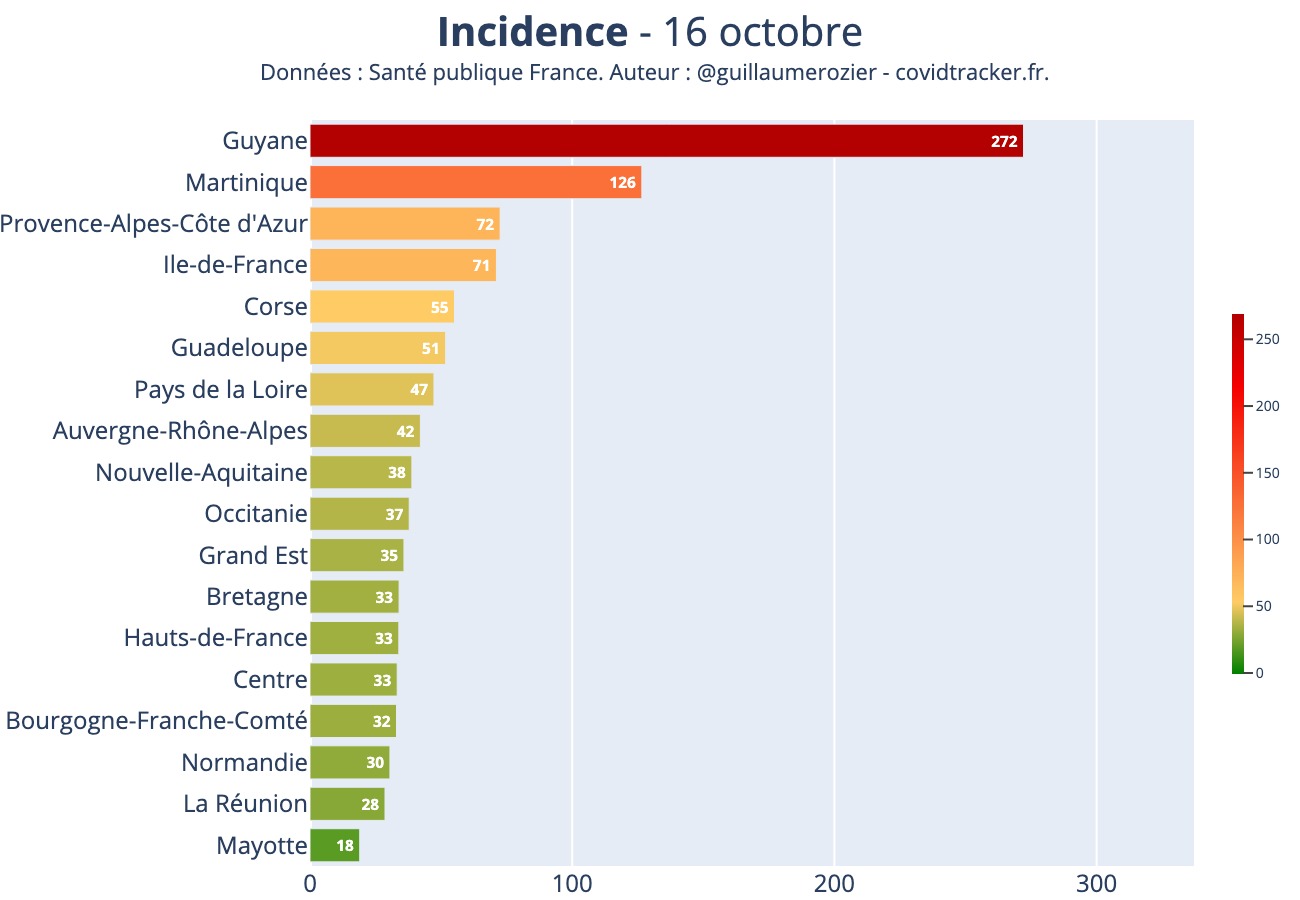 Incidence - 16 octobre
Données : Santé publique France. Auteur : @guillaumerozier - covidtracker.fr.
Guyane 272
Martinique 126
Provence-Alpes-Côte d'Azur 72
Ile-de-France 71
Corse 55
Guadeloupe 51
Pays de la Loire 47
Auvergne-Rhône-Alpes 42
Nouvelle-Aquitaine 38
Occitanie 37
Grand Est 35
Bretagne 33
Hauts-de-France 33
Centre 33
Bourgogne-Franche-Comté 32
Normandie 30
La Réunion 28
Mayotte 18
0 100 200 300
250
200
150
100
50
0